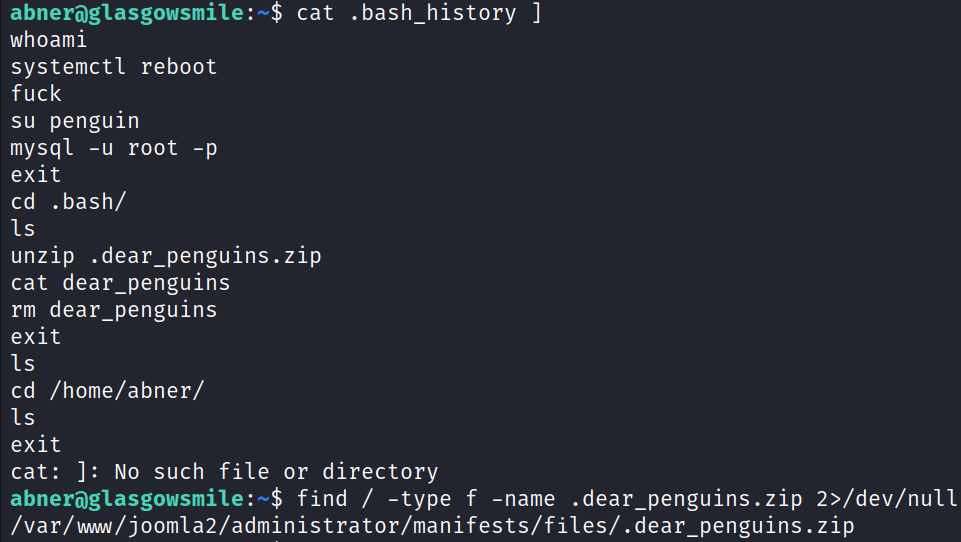 abner@glasgowsmile:~$ cat .bash_history ]
whoami
systemctl reboot
fuck
su penguin
mysql -u root -p
exit
cd .bash/
ls
unzip .dear_penguins.zip
cat dear_penguins
rm dear_penguins
exit
ls
cd /home/abner/
ls
exit
cat: ]: No such file or directory
abner@glasgowsmile:~$ find / -type f -name .dear_penguins.zip 2>/dev/null
/var/www/joomla2/administrator/manifests/files/.dear_penguins.zip